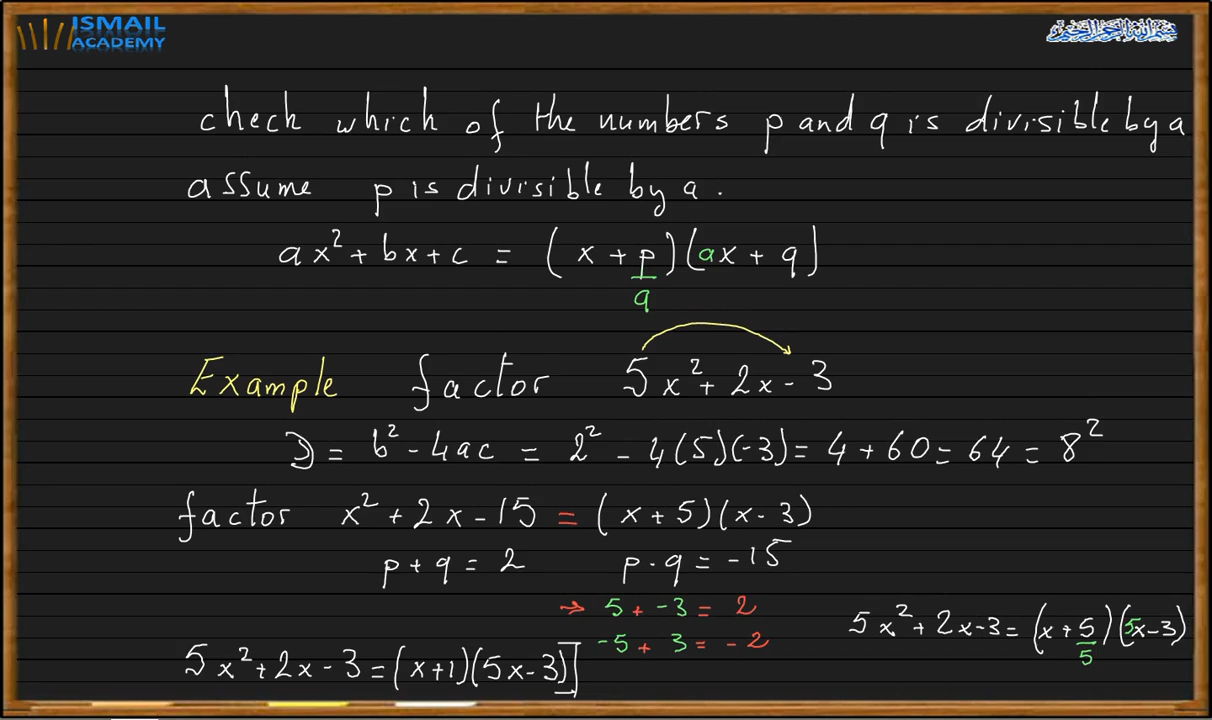 ISMAIL
ACADEMY
check which of the numbers p and q is divisible by a
assume p is divisible by a.
ax² + bx + c = (x + p/q)(ax + q)
Example factor 5x² + 2x - 3
D = b² - 4ac = 2² - 4(5)(-3) = 4 + 60 = 64 = 8²
factor x² + 2x - 15 = (x + 5)(x - 3)
p + q = 2 p · q = -15
→ 5 + -3 = 2
-5 + 3 = -2
5x² + 2x - 3 = (x + 5/5)(5x - 3)
5x² + 2x - 3 = (x + 1)(5x - 3)]